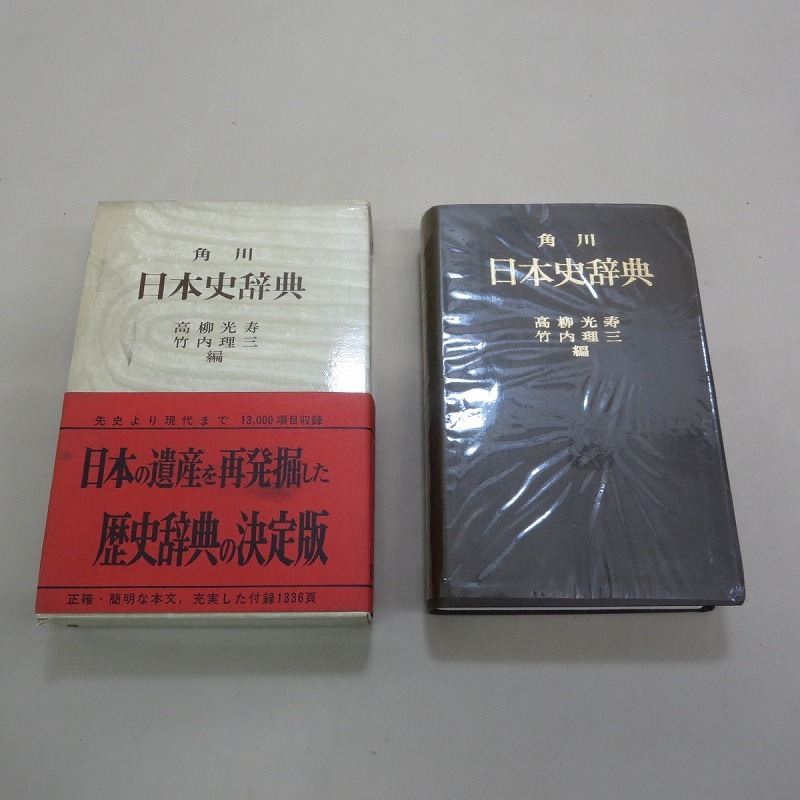 角川
日本史辞典
高柳光寿
竹内理三
編
先史より現代まで 13,000項目収録
日本の遺産を再発掘した
歴史辞典の決定版
正確・簡明な本文，充実した付録1336頁
角川
日本史辞典
高柳光寿
竹内理三
編